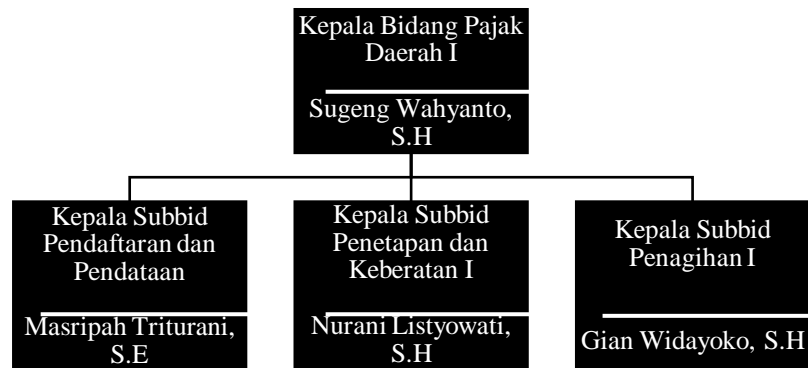 Kepala Bidang Pajak
Daerah I
Sugeng Wahyanto,
S.H
Kepala Subbid
Pendaftaran dan
Pendataan
Masripah Triturani,
S.E
Kepala Subbid
Penetapan dan
Keberatan I
Nurani Listyowati,
S.H
Kepala Subbid
Penagihan I
Gian Widayoko, S.H